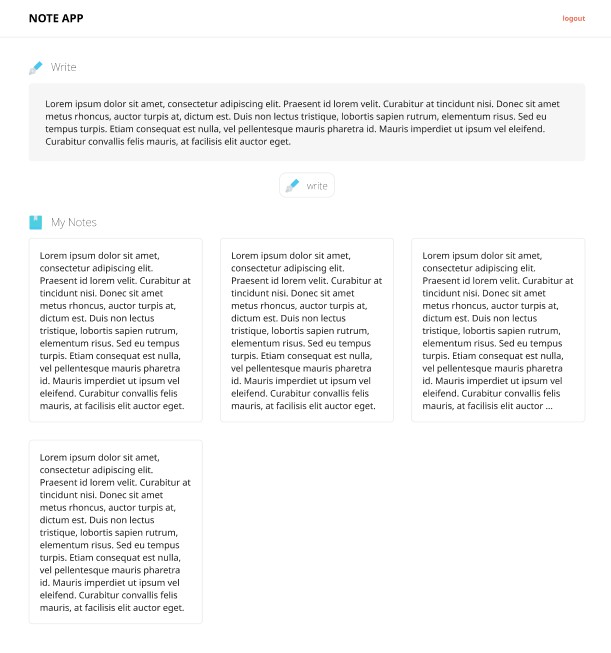 NOTE APP
logout
Write
Lorem ipsum dolor sit amet, consectetur adipiscing elit. Praesent id lorem velit. Curabitur at tincidunt nisi. Donec sit amet
metus rhoncus, auctor turpis at, dictum est. Duis non lectus tristique, lobortis sapien rutrum, elementum risus. Sed eu
tempus turpis. Etiam consequat est nulla, vel pellentesque mauris pharetra id. Mauris imperdiet ut ipsum vel eleifend.
Curabitur convallis felis mauris, at facilisis elit auctor eget.
write
My Notes
Lorem ipsum dolor sit amet,
consectetur adipiscing elit.
Praesent id lorem velit. Curabitur at
tincidunt nisi. Donec sit amet
metus rhoncus, auctor turpis at,
dictum est. Duis non lectus
tristique, lobortis sapien rutrum,
elementum risus. Sed eu tempus
turpis. Etiam consequat est nulla,
vel pellentesque mauris pharetra
id. Mauris imperdiet ut ipsum vel
eleifend. Curabitur convallis felis
mauris, at facilisis elit auctor eget.
Lorem ipsum dolor sit amet,
consectetur adipiscing elit.
Praesent id lorem velit. Curabitur at
tincidunt nisi. Donec sit amet
metus rhoncus, auctor turpis at,
dictum est. Duis non lectus
tristique, lobortis sapien rutrum,
elementum risus. Sed eu tempus
turpis. Etiam consequat est nulla,
vel pellentesque mauris pharetra
id. Mauris imperdiet ut ipsum vel
eleifend. Curabitur convallis felis
mauris, at facilisis elit auctor eget.
Lorem ipsum dolor sit amet,
consectetur adipiscing elit.
Praesent id lorem velit. Curabitur at
tincidunt nisi. Donec sit amet
metus rhoncus, auctor turpis at,
dictum est. Duis non lectus
tristique, lobortis sapien rutrum,
elementum risus. Sed eu tempus
turpis. Etiam consequat est nulla,
vel pellentesque mauris pharetra
id. Mauris imperdiet ut ipsum vel
eleifend. Curabitur convallis felis
mauris, at facilisis elit auctor ...
Lorem ipsum dolor sit amet,
consectetur adipiscing elit.
Praesent id lorem velit. Curabitur at
tincidunt nisi. Donec sit amet
metus rhoncus, auctor turpis at,
dictum est. Duis non lectus
tristique, lobortis sapien rutrum,
elementum risus. Sed eu tempus
turpis. Etiam consequat est nulla,
vel pellentesque mauris pharetra
id. Mauris imperdiet ut ipsum vel
eleifend. Curabitur convallis felis
mauris, at facilisis elit auctor eget.